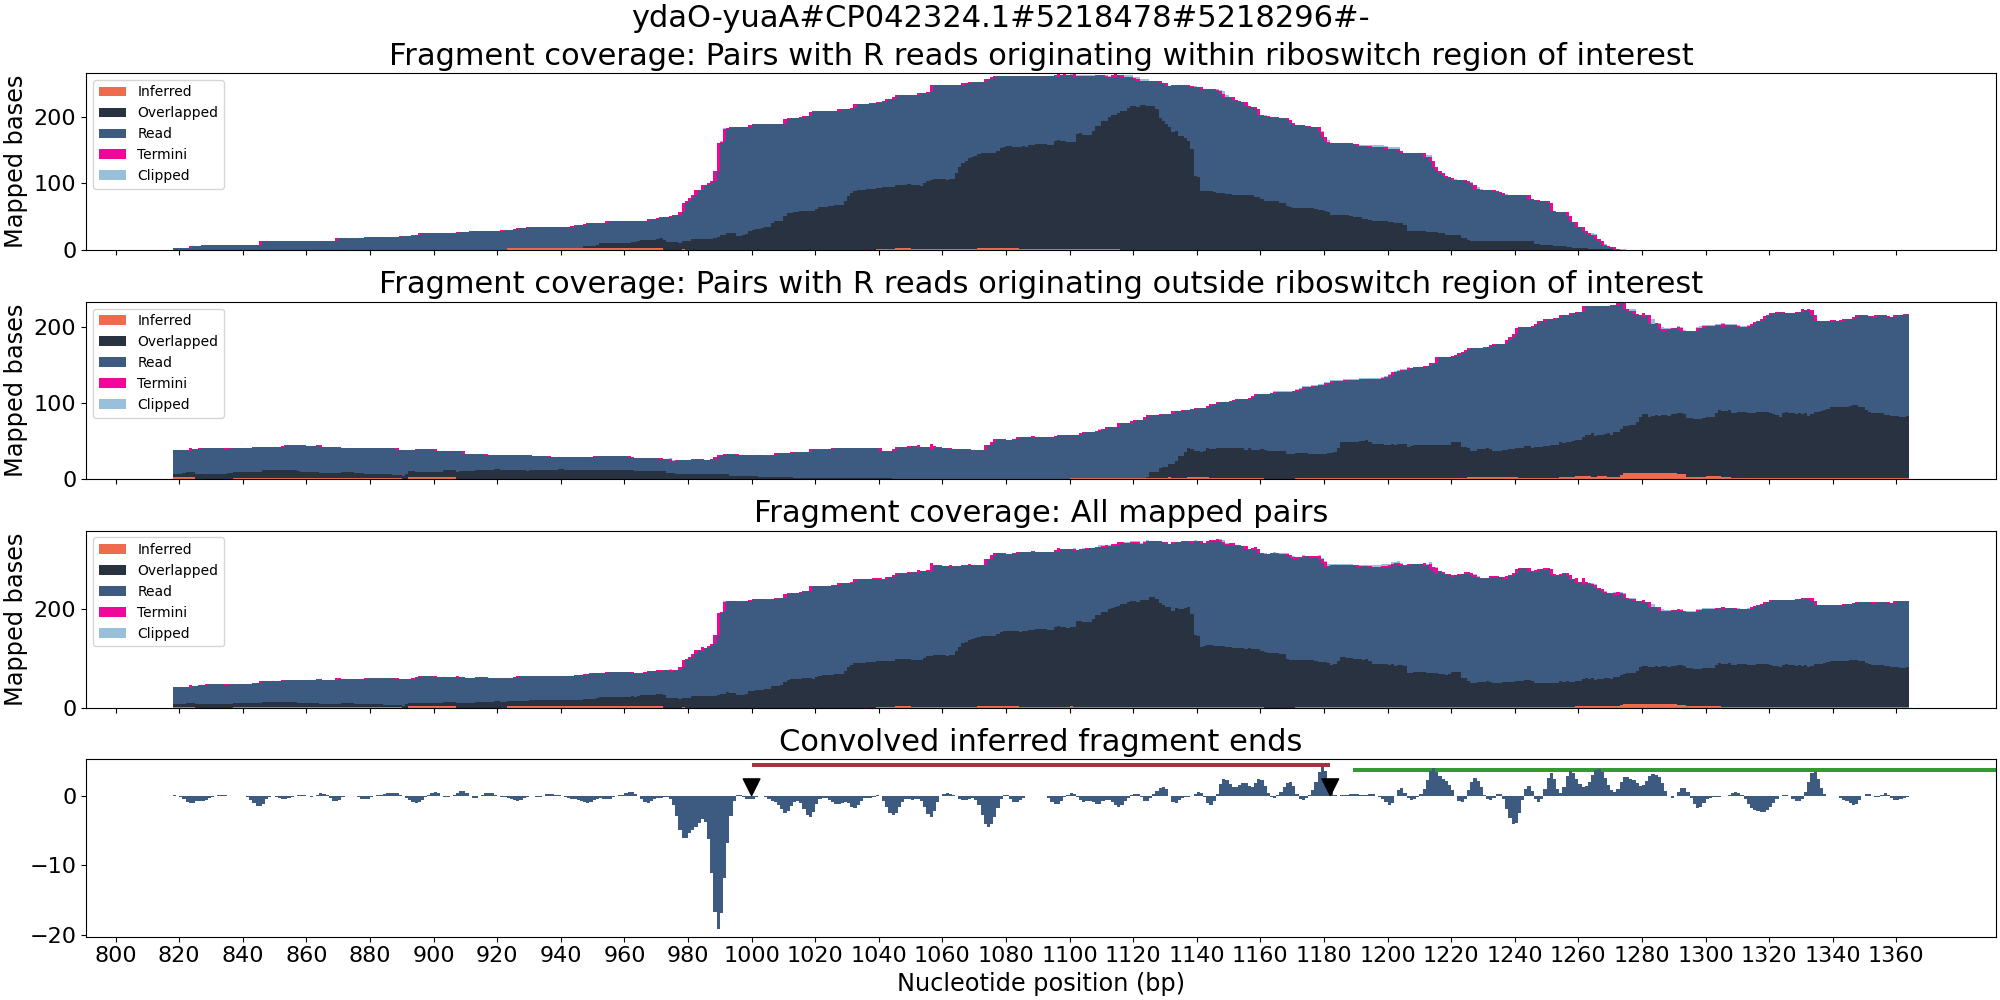 ydaO-yuaA#CP042324.1#5218478#5218296#-
Fragment coverage: Pairs with R reads originating within riboswitch region of interest
Mapped bases
200
100
0
Inferred
Overlapped
Read
Termini
Clipped
Fragment coverage: Pairs with R reads originating outside riboswitch region of interest
Mapped bases
200
100
0
Inferred
Overlapped
Read
Termini
Clipped
Fragment coverage: All mapped pairs
Mapped bases
200
0
Inferred
Overlapped
Read
Termini
Clipped
Convolved inferred fragment ends
0
−10
−20
800 820 840 860 880 900 920 940 960 980 1000 1020 1040 1060 1080 1100 1120 1140 1160 1180 1200 1220 1240 1260 1280 1300 1320 1340 1360
Nucleotide position (bp)